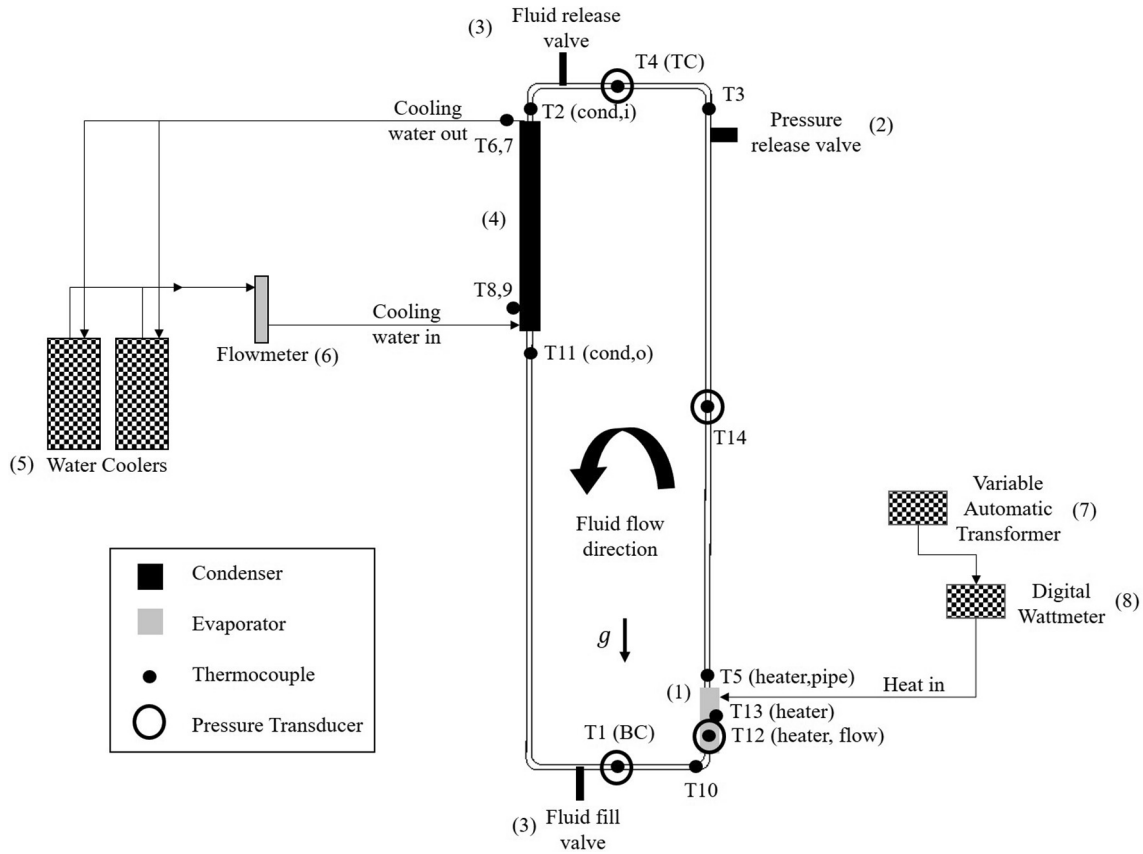 Fluid release
valve
(3)
T4 (TC)
T3
T2 (cond,i)
Cooling
water out
T6,7
Pressure
release valve
(2)
(4)
T8,9
Cooling
water in
Flowmeter (6)
T11 (cond,o)
T14
(5) Water Coolers
Fluid flow
direction
Variable
Automatic
Transformer
(7)
Digital
Wattmeter
(8)
Condenser
Evaporator
Thermocouple
Pressure Transducer
g
T5 (heater,pipe)
Heat in
(1)
T13 (heater)
T12 (heater, flow)
T1 (BC)
T10
(3) Fluid fill
valve